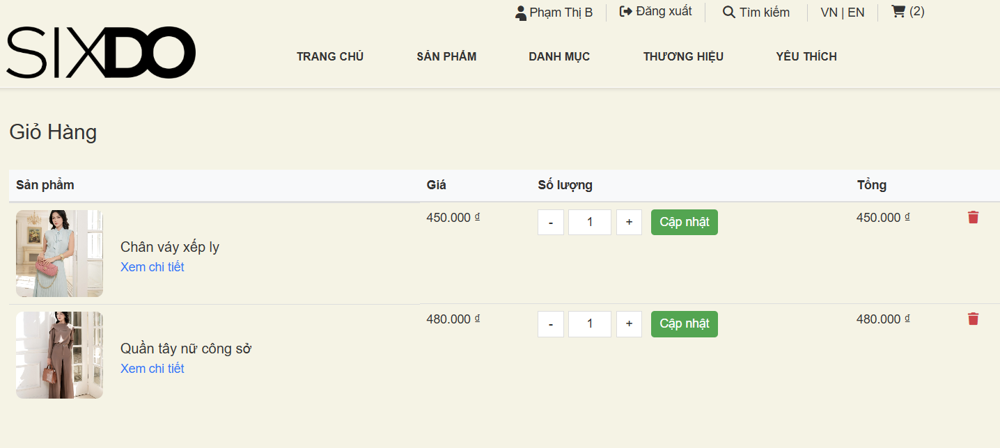 Phạm Thị B Đăng xuất Tìm kiếm VN | EN (2)
SIXDO
TRANG CHỦ SẢN PHẨM DANH MỤC THƯƠNG HIỆU YÊU THÍCH
Giỏ Hàng
Sản phẩm Giá Số lượng Tổng
450.000 ₫ - 1 + Cập nhật 450.000 ₫
Chân váy xếp ly
Xem chi tiết
480.000 ₫ - 1 + Cập nhật 480.000 ₫
Quần tây nữ công sở
Xem chi tiết